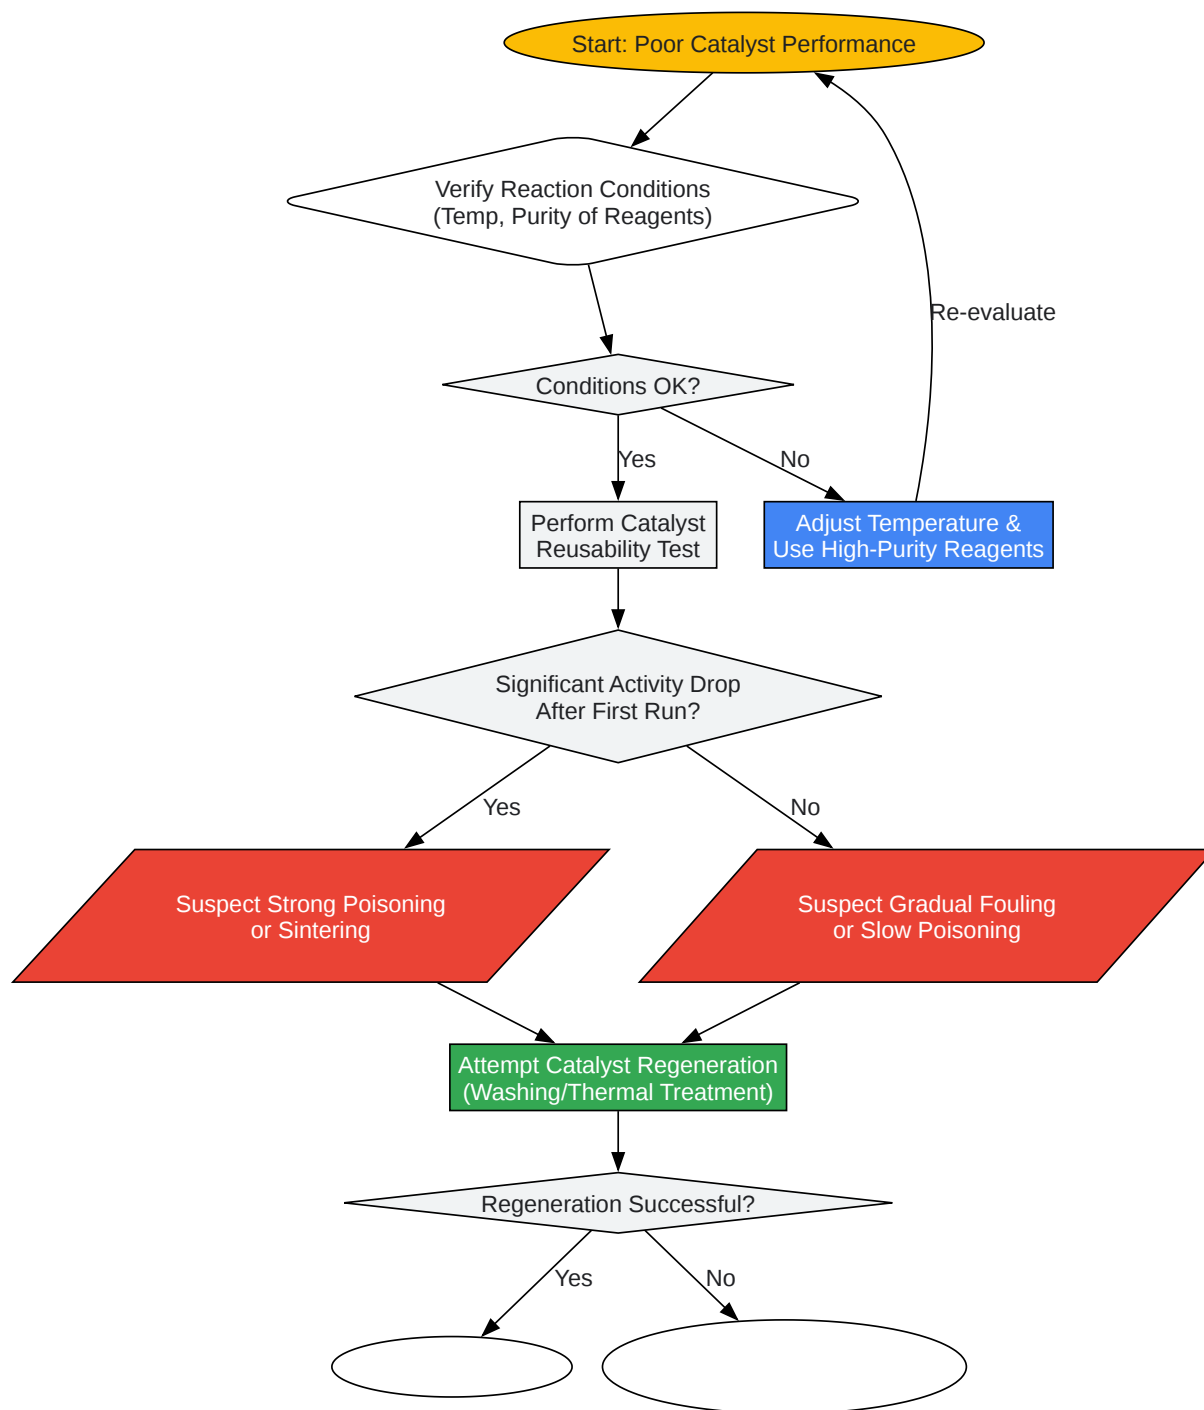 Start: Poor Catalyst Performance
Verify Reaction Conditions
(Temp, Purity of Reagents)
Re-evaluate
Conditions OK?
Yes
No
Perform Catalyst
Reusability Test
Adjust Temperature &
Use High-Purity Reagents
Significant Activity Drop
After First Run?
Yes
No
Suspect Strong Poisoning
or Sintering
Suspect Gradual Fouling
or Slow Poisoning
Attempt Catalyst Regeneration
(Washing/Thermal Treatment)
Regeneration Successful?
Yes
No